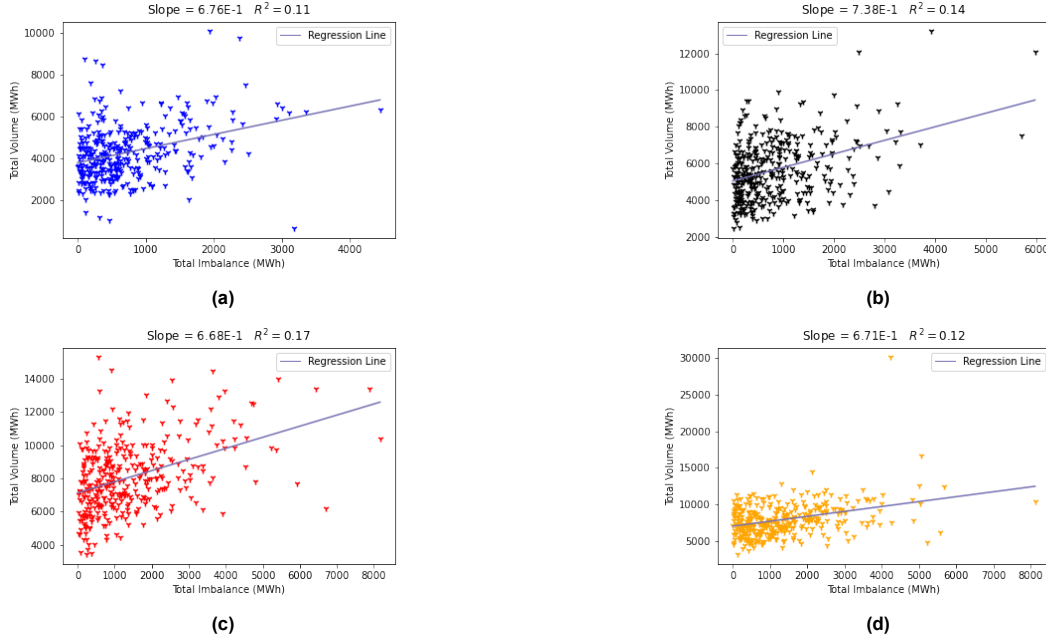 Slope = 6.76E-1 R² = 0.11
Regression Line
10000
8000
6000
4000
2000
Total Volume (MWh)
0 1000 2000 3000 4000
Total Imbalance (MWh)
(a)
Slope = 7.38E-1 R² = 0.14
Regression Line
12000
10000
8000
6000
4000
2000
Total Volume (MWh)
0 1000 2000 3000 4000 5000 6000
Total Imbalance (MWh)
(b)
Slope = 6.68E-1 R² = 0.17
Regression Line
14000
12000
10000
8000
6000
4000
Total Volume (MWh)
0 1000 2000 3000 4000 5000 6000 7000 8000
Total Imbalance (MWh)
(c)
Slope = 6.71E-1 R² = 0.12
Regression Line
30000
25000
20000
15000
10000
5000
Total Volume (MWh)
0 1000 2000 3000 4000 5000 6000 7000 8000
Total Imbalance (MWh)
(d)